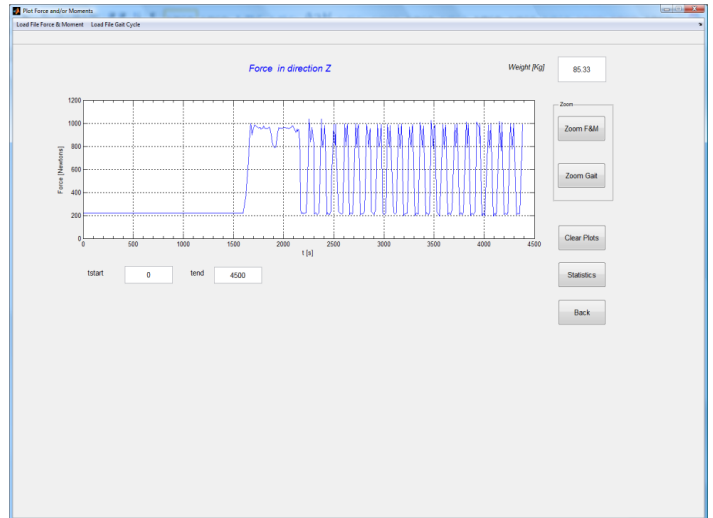 Plot Force and/or Moments
Load File Force & Moment Load File Gait Cycle
Force in direction Z
Weight [Kg]
85.33
Zoom
Zoom F&M
Zoom Gait
Clear Plots
Statistics
Back
Force [Newtons]
1200
1000
800
600
400
200
0
0 500 1000 1500 2000 2500 3000 3500 4000 4500
t [s]
tstart 0 tend 4500